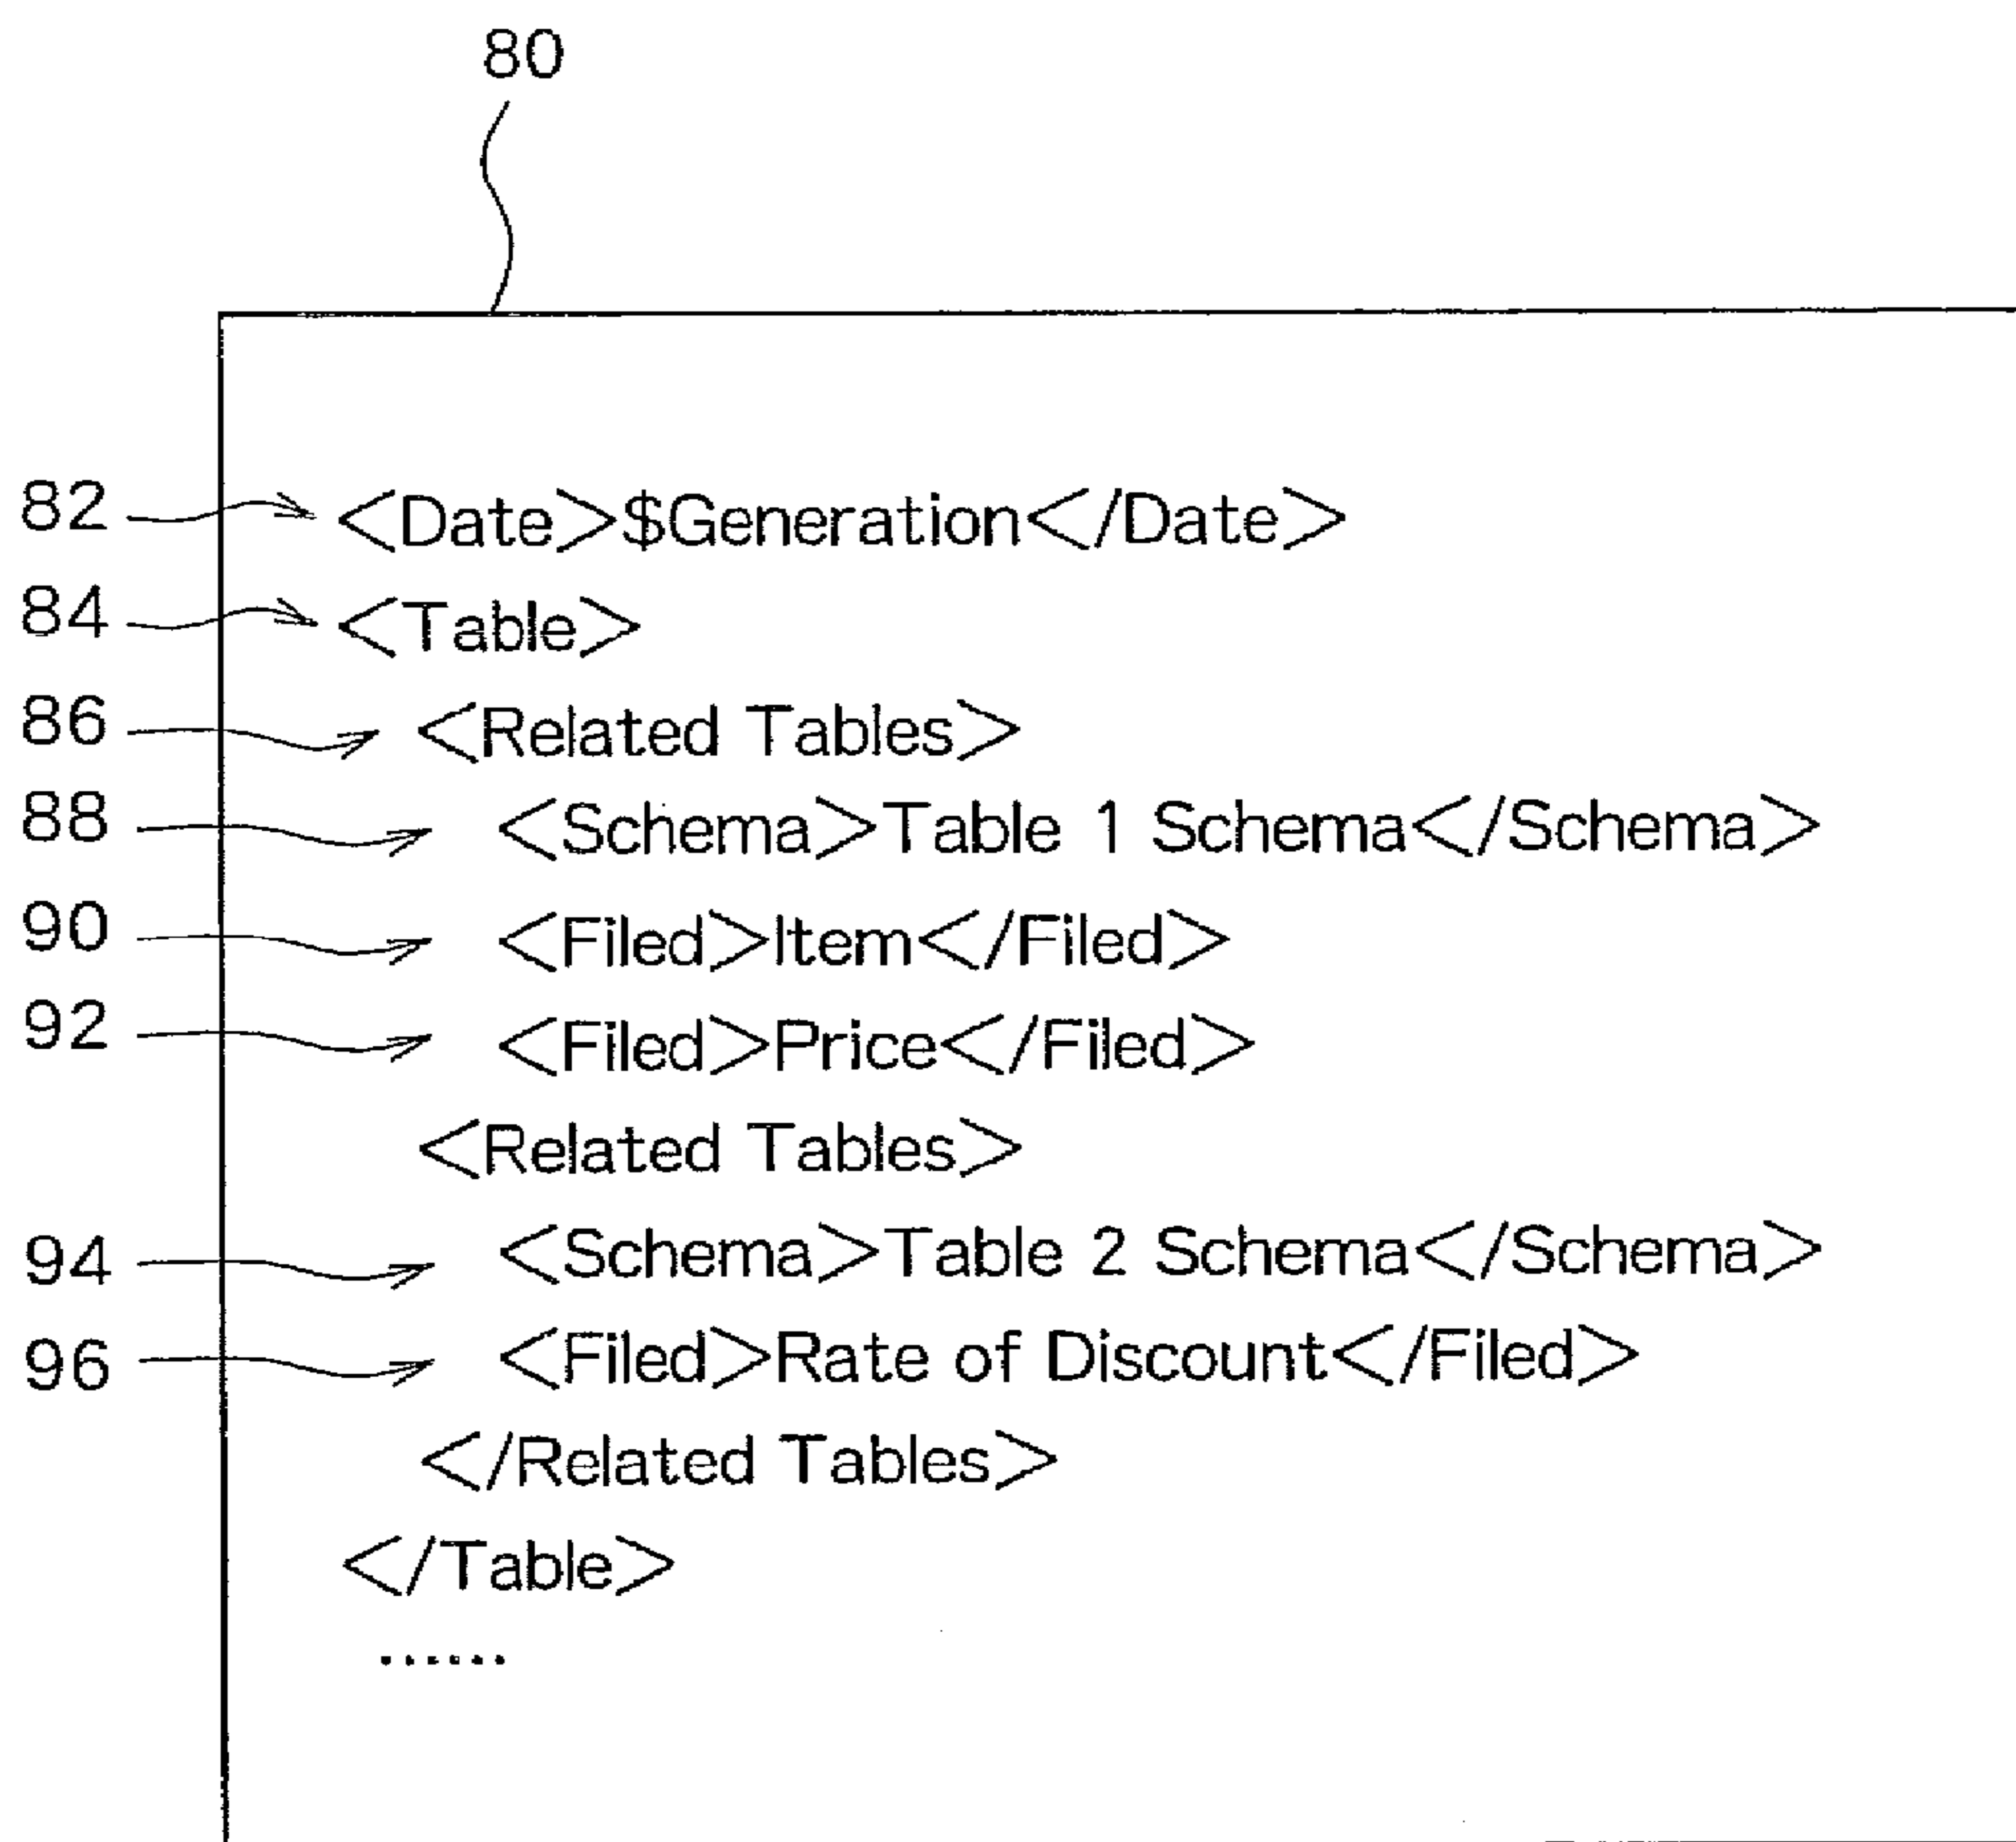 80
82 <Date>$Generation</Date>
84 <Table>
86 <Related Tables>
88 <Schema>Table 1 Schema</Schema>
90 <Filed>Item</Filed>
92 <Filed>Price</Filed>
<Related Tables>
94 <Schema>Table 2 Schema</Schema>
96 <Filed>Rate of Discount</Filed>
</Related Tables>
</Table>
......